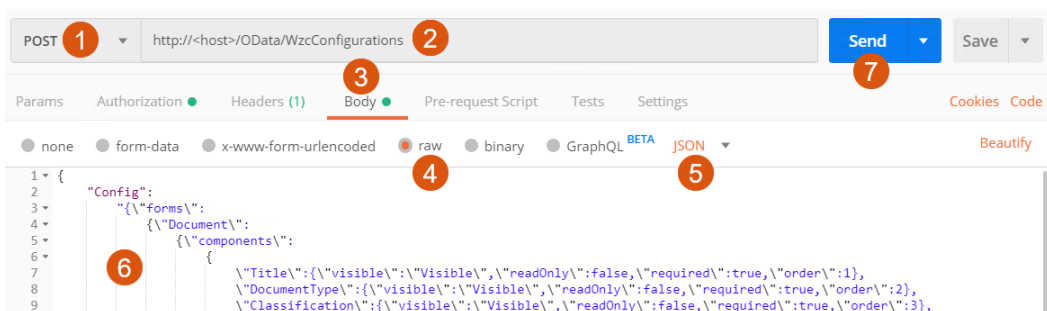 POST 1 http://<host>/OData/WzcConfigurations 2 Send Save
3 7
Params Authorization Headers (1) Body Pre-request Script Tests Settings Cookies Code
none form-data x-www-form-urlencoded raw binary GraphQL BETA JSON Beautify
4 5
1 {
2 "Config":
3 "{\"forms\":
4 {\"Document\":
5 {\"components\":
6 {
6
7 \"Title\":{\"visible\":\"Visible\",\"readOnly\":false,\"required\":true,\"order\":1},
8 \"DocumentType\":{\"visible\":\"Visible\",\"readOnly\":false,\"required\":true,\"order\":2},
9 \"Classification\":{\"visible\":\"Visible\",\"readOnly\":false,\"required\":true,\"order\":3},